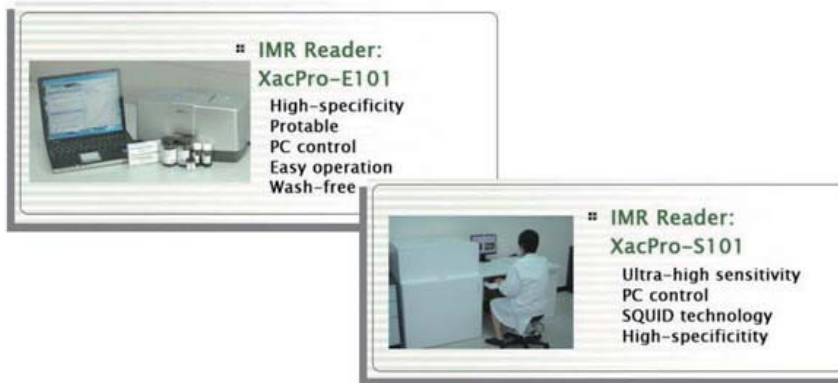 IMR Reader:
XacPro-E101
High-specificity
Protable
PC control
Easy operation
Wash-free
IMR Reader:
XacPro-S101
Ultra-high sensitivity
PC control
SQUID technology
High-specificitity